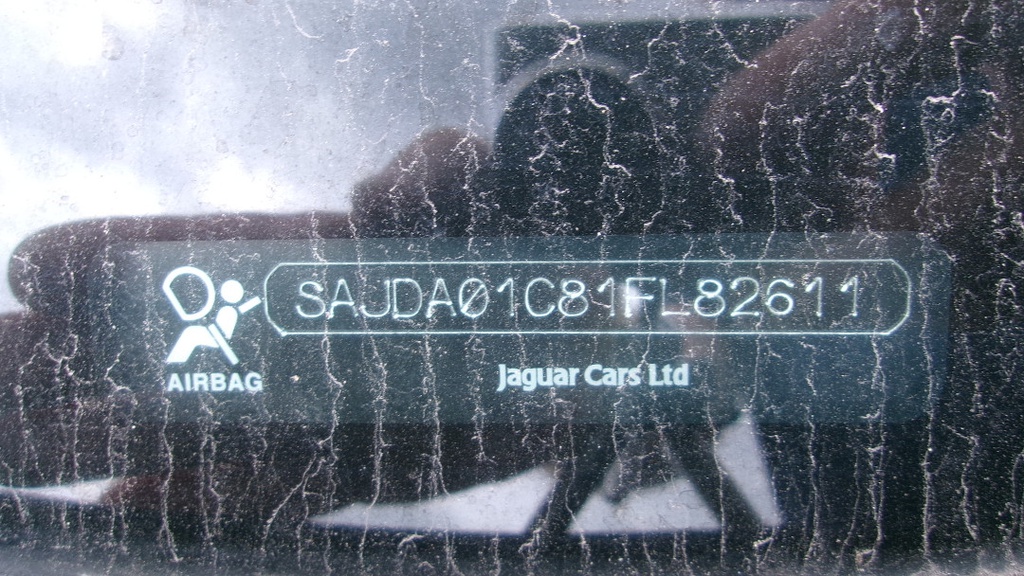 SAJDA01C81FL82611
AIRBAG
Jaguar Cars Ltd